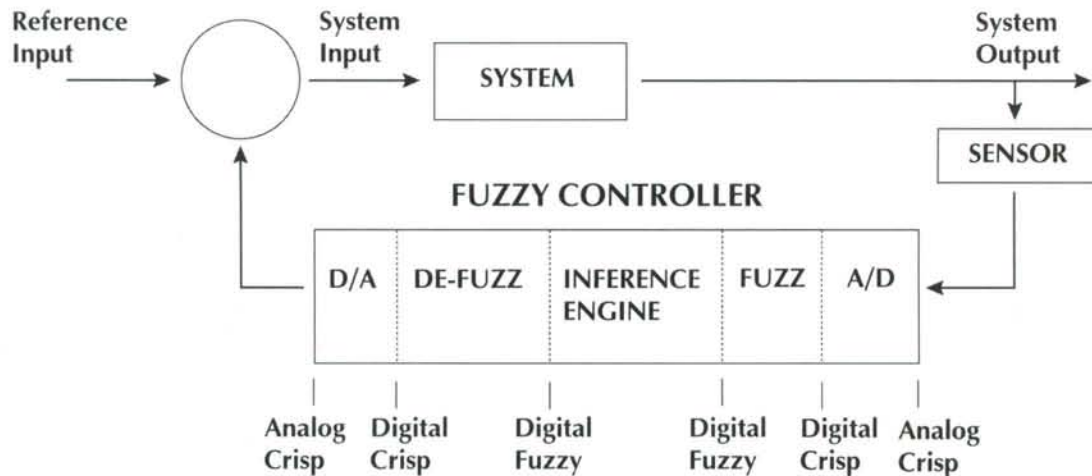 Reference
Input
System
Input
System
Output
SYSTEM
SENSOR
FUZZY CONTROLLER
D/A
DE-FUZZ
INFERENCE
ENGINE
FUZZ
A/D
Analog
Crisp
Digital
Crisp
Digital
Fuzzy
Digital
Fuzzy
Digital
Crisp
Analog
Crisp